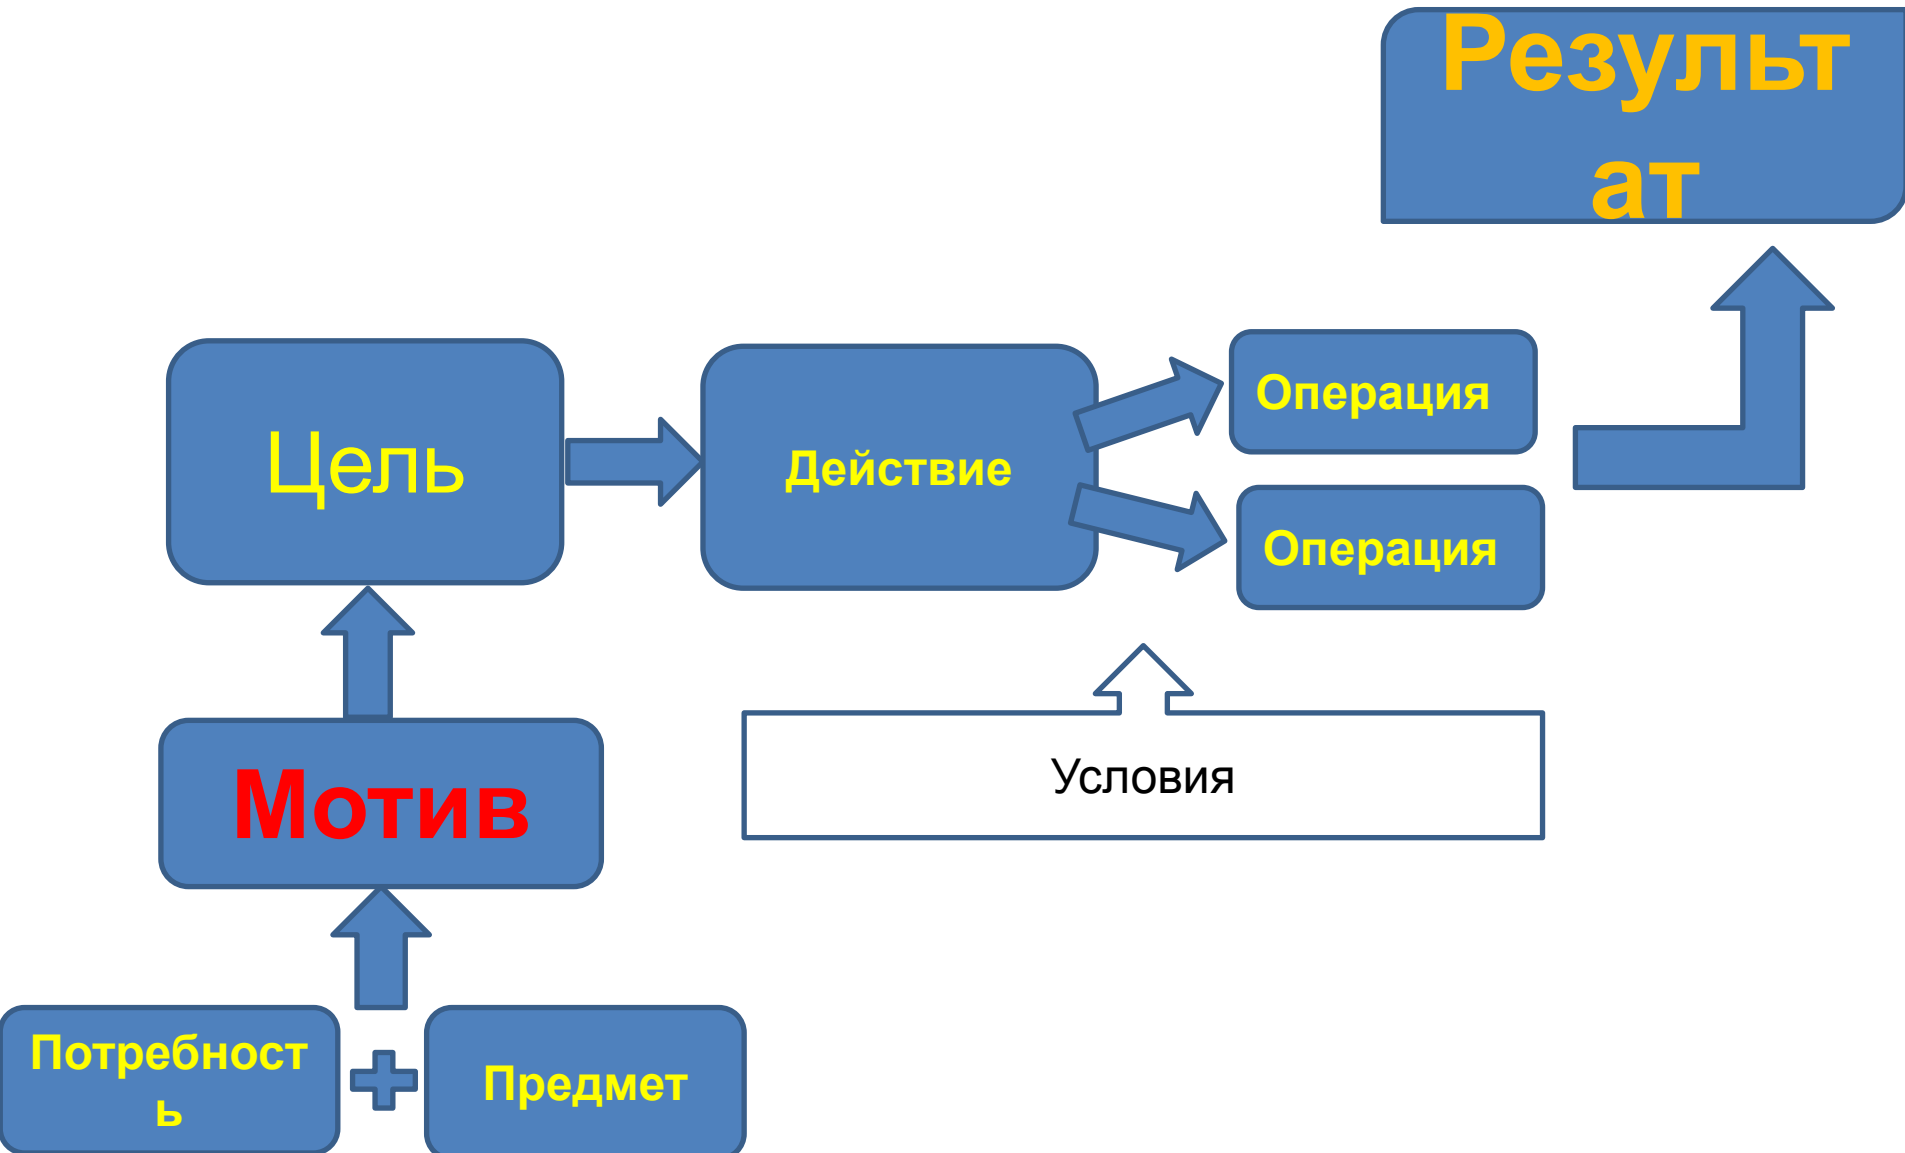 Результ
ат
Цель
Действие
Операция
Операция
Условия
Мотив
Потребност
ь
Предмет